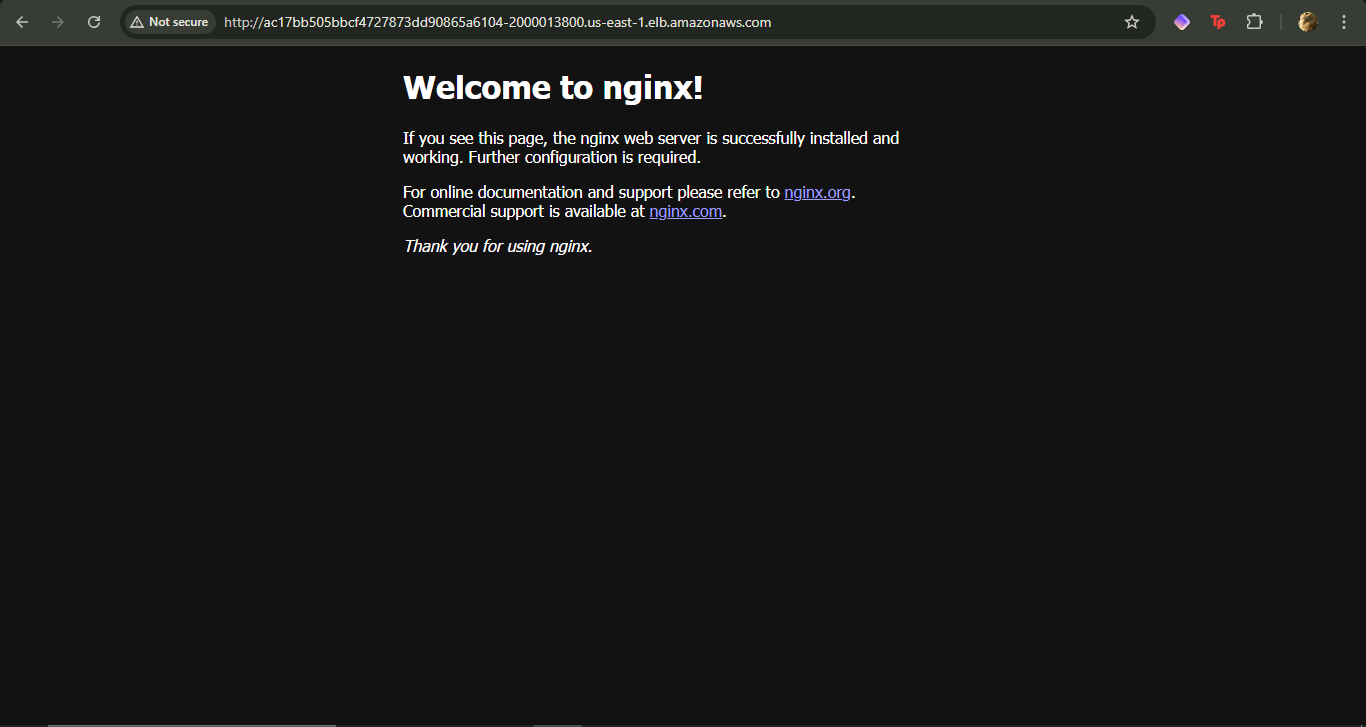 Not secure http://ac17bb505bbcf4727873dd90865a6104-2000013800.us-east-1.elb.amazonaws.com Tp
Welcome to nginx!
If you see this page, the nginx web server is successfully installed and
working. Further configuration is required.
For online documentation and support please refer to nginx.org.
Commercial support is available at nginx.com.
Thank you for using nginx.